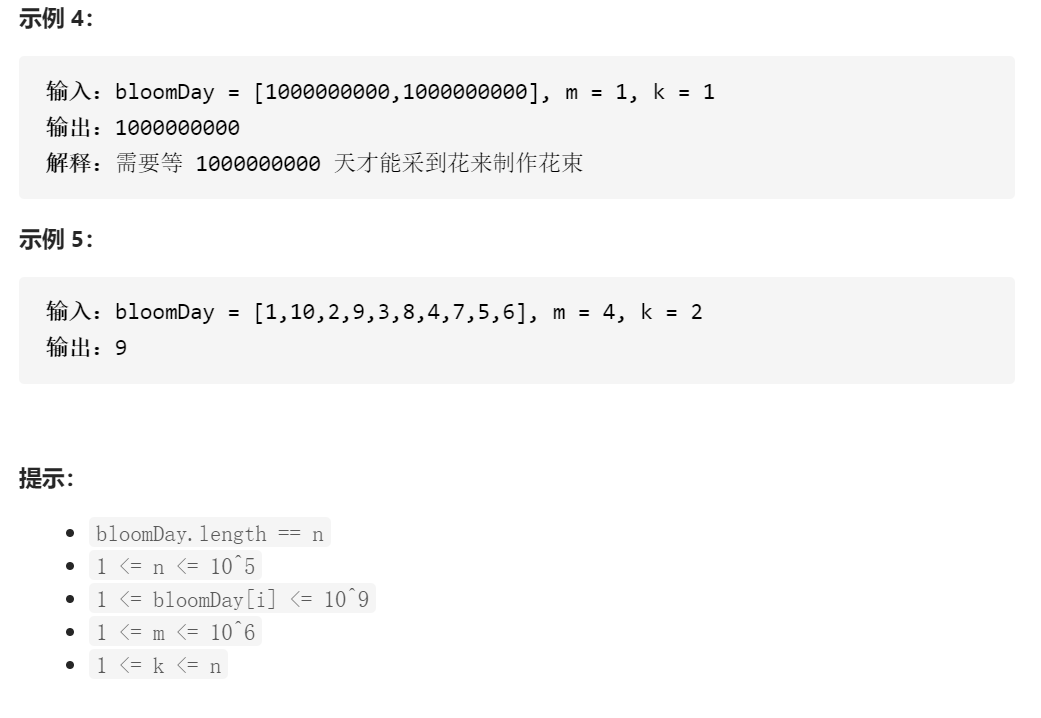 示例 4：
输入：bloomDay = [1000000000,1000000000], m = 1, k = 1
输出：1000000000
解释：需要等 1000000000 天才能采到花来制作花束
示例 5：
输入：bloomDay = [1,10,2,9,3,8,4,7,5,6], m = 4, k = 2
输出：9
提示：
bloomDay.length == n
1 <= n <= 10^5
1 <= bloomDay[i] <= 10^9
1 <= m <= 10^6
1 <= k <= n